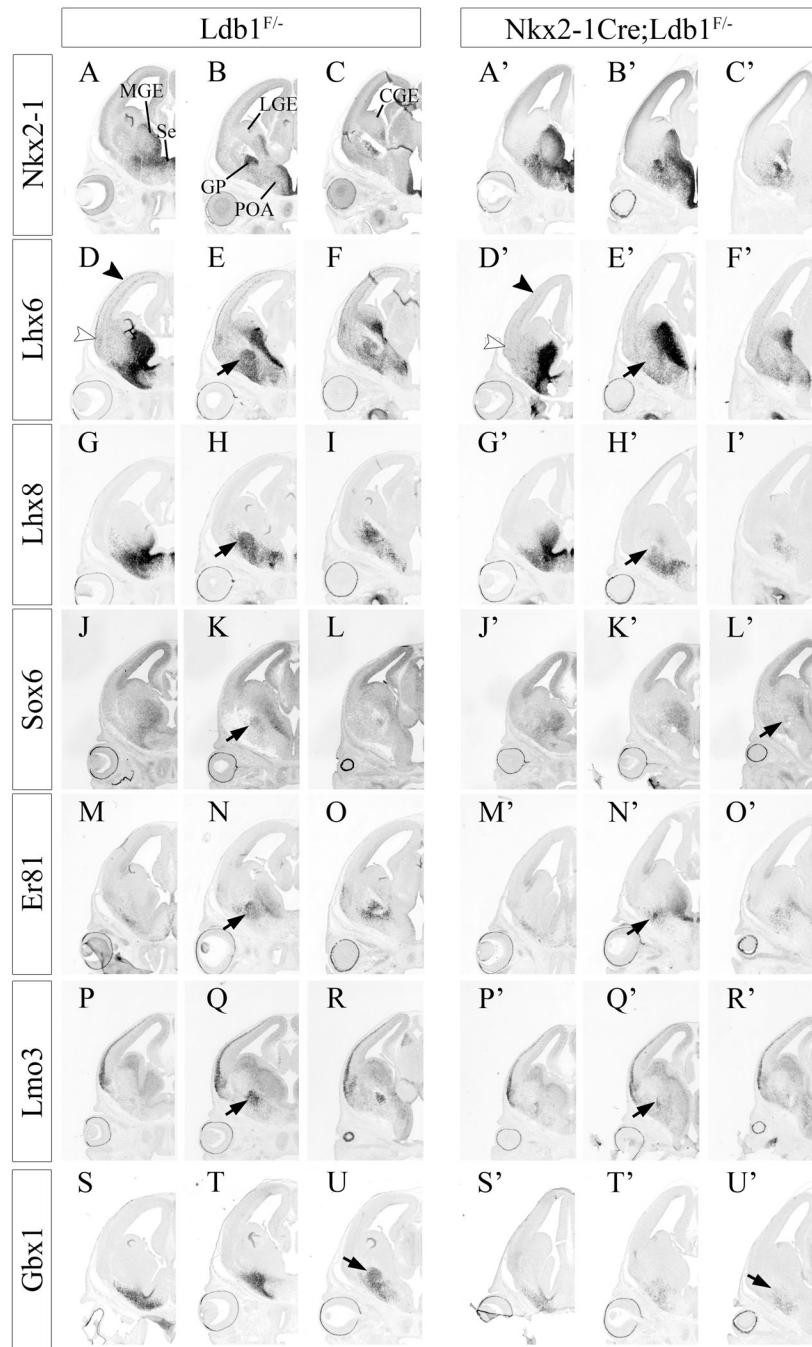 Ldb1F/- Nkx2-1Cre;Ldb1F/-
Nkx2-1
A B C A’ B’ C’
MGE Se LGE CGE
GP POA
Lhx6
D E F D’ E’ F’
Lhx8
G H I G’ H’ I’
Sox6
J K L J’ K’ L’
Er81
M N O M’ N’ O’
Lmo3
P Q R P’ Q’ R’
Gbx1
S T U S’ T’ U’